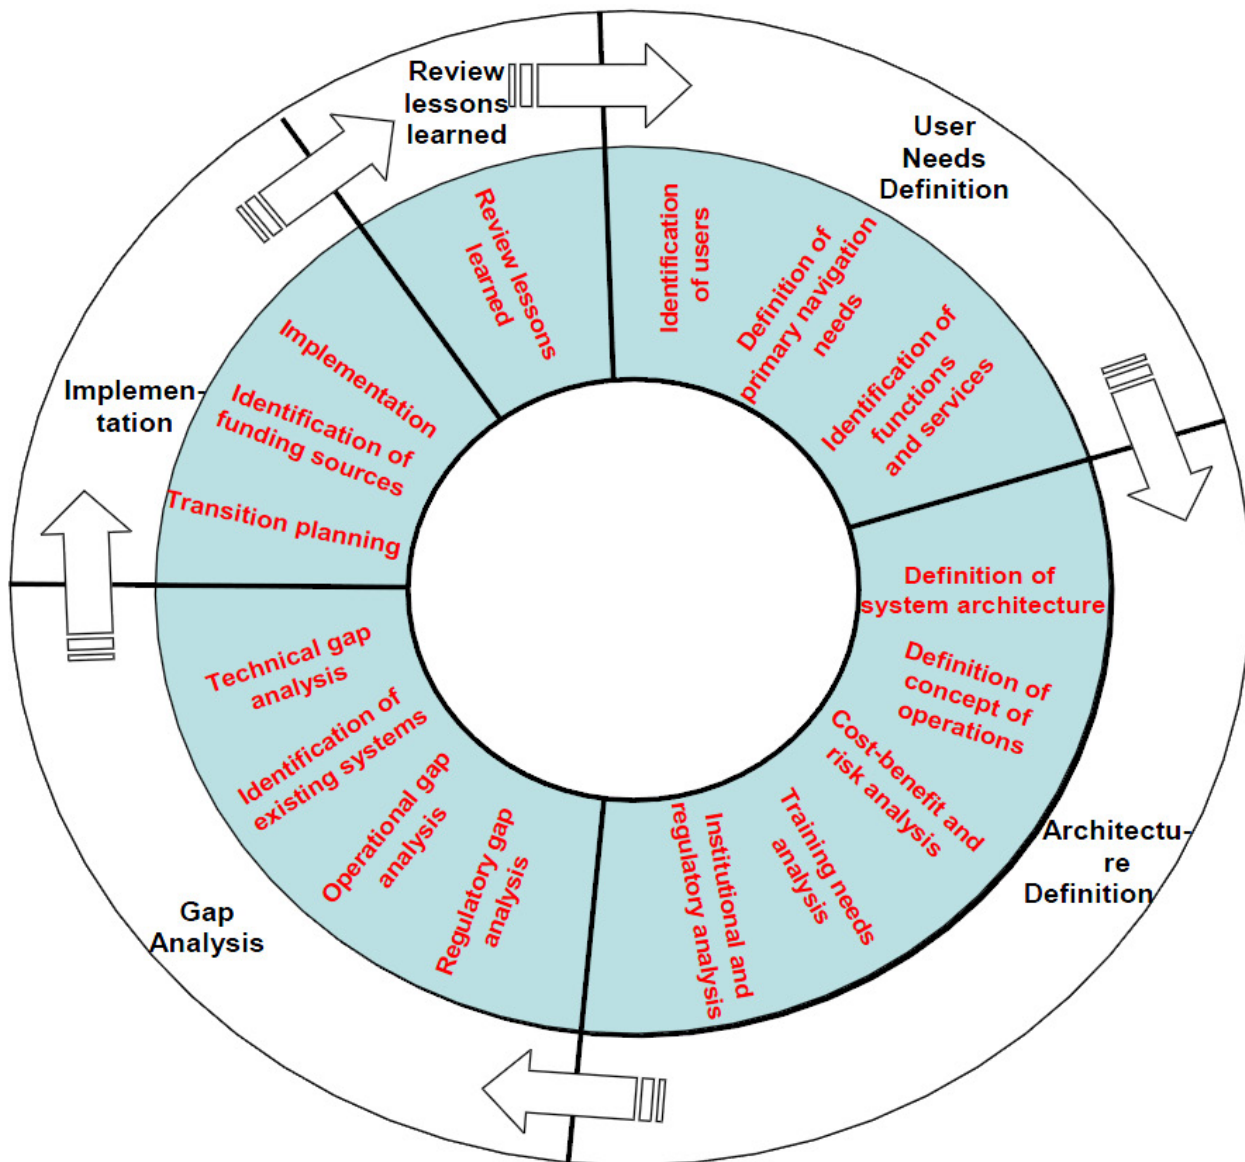 Review
lessons
learned
User
Needs
Definition
Architectu-
re
Definition
Gap
Analysis
Implemen-
tation
Identification
of users
Definition of
primary navigation
needs
Identification of
functions
and services
Definition of
system architecture
Definition of
concept of
operations
Cost-benefit and
risk analysis
Training needs
analysis
Institutional and
regulatory analysis
Regulatory gap
analysis
Operational gap
analysis
Identification of
existing systems
Technical gap
analysis
Transition planning
Identification of
funding sources
Implementation
Review lessons
learned